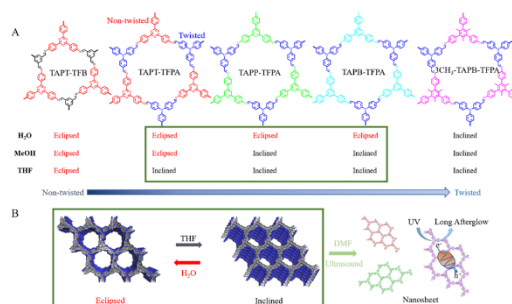 A
Non-twisted
Twisted
TAPT-TFB
TAPT-TFPA
TAPP-TFPA
TAPB-TFPA
3CH3-TAPB-TFPA
H2O Eclipsed Eclipsed Eclipsed Eclipsed Inclined
MeOH Eclipsed Eclipsed Inclined Inclined Inclined
THF Eclipsed Inclined Inclined Inclined Inclined
Non-twisted Twisted
B
THF
H2O
Eclipsed
Inclined
DMF
Ultrasound
UV
Long Afterglow
e-
h+
Nanosheet